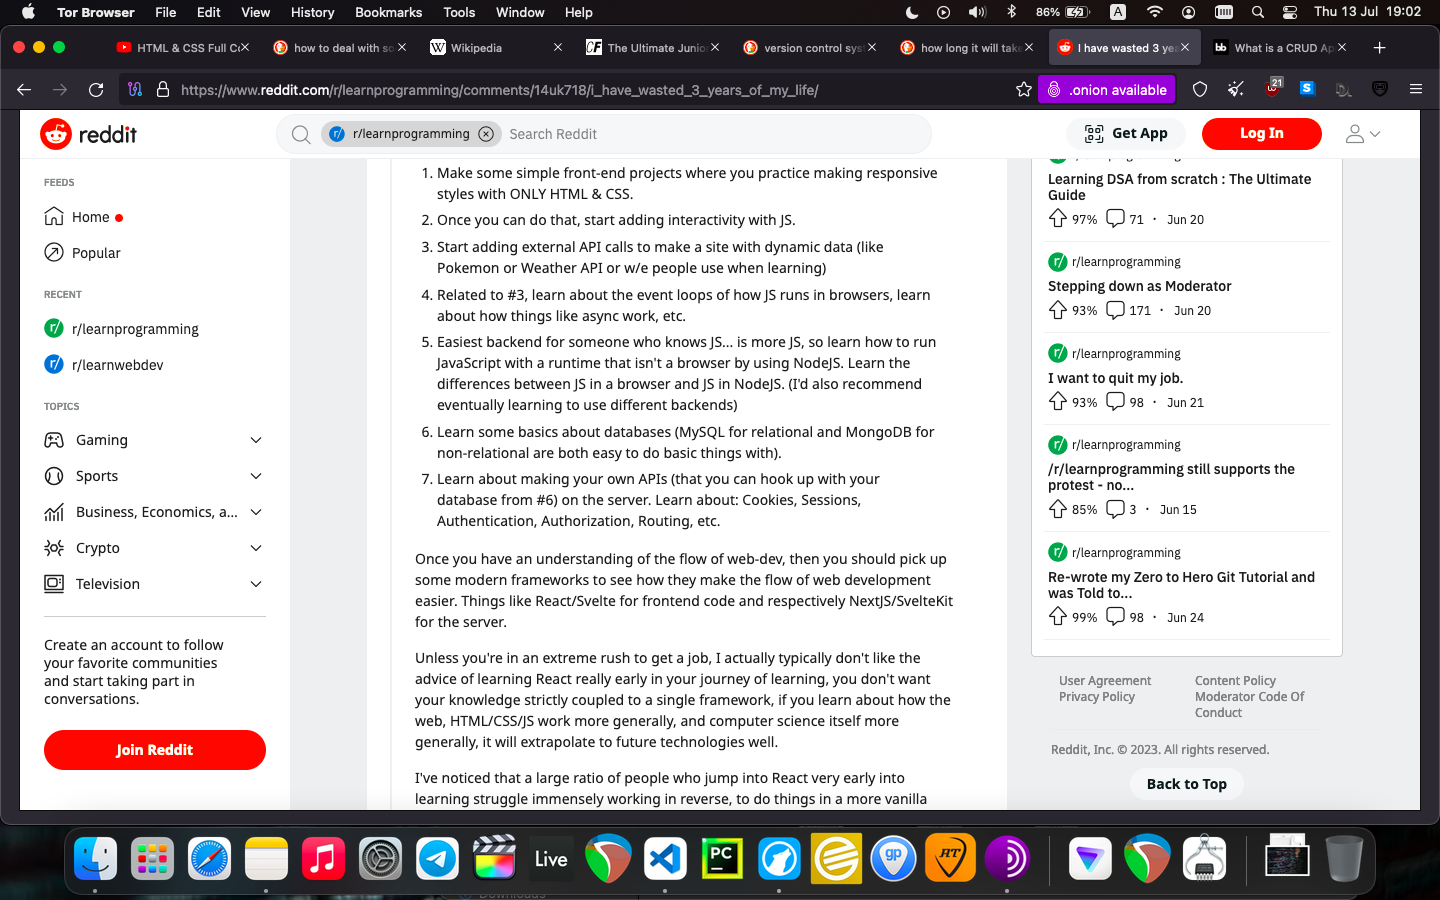 Tor Browser File Edit View History Bookmarks Tools Window Help 86% A Thu 13 Jul 19:02
HTML & CSS Full Co
how to deal with so
Wikipedia
The Ultimate Junio
version control sys
how long it will take
I have wasted 3 yea
What is a CRUD Ap
https://www.reddit.com/r/learnprogramming/comments/14uk718/i_have_wasted_3_years_of_my_life/
.onion available
21
reddit
r/learnprogramming
Search Reddit
Get App
Log In
FEEDS
Home
Popular
RECENT
r/learnprogramming
r/learnwebdev
TOPICS
Gaming
Sports
Business, Economics, a...
Crypto
Television
Create an account to follow
your favorite communities
and start taking part in
conversations.
Join Reddit
1. Make some simple front-end projects where you practice making responsive
styles with ONLY HTML & CSS.
2. Once you can do that, start adding interactivity with JS.
3. Start adding external API calls to make a site with dynamic data (like
Pokemon or Weather API or w/e people use when learning)
4. Related to #3, learn about the event loops of how JS runs in browsers, learn
about how things like async work, etc.
5. Easiest backend for someone who knows JS... is more JS, so learn how to run
JavaScript with a runtime that isn't a browser by using NodeJS. Learn the
differences between JS in a browser and JS in NodeJS. (I'd also recommend
eventually learning to use different backends)
6. Learn some basics about databases (MySQL for relational and MongoDB for
non-relational are both easy to do basic things with).
7. Learn about making your own APIs (that you can hook up with your
database from #6) on the server. Learn about: Cookies, Sessions,
Authentication, Authorization, Routing, etc.
Once you have an understanding of the flow of web-dev, then you should pick up
some modern frameworks to see how they make the flow of web development
easier. Things like React/Svelte for frontend code and respectively NextJS/SvelteKit
for the server.
Unless you're in an extreme rush to get a job, I actually typically don't like the
advice of learning React really early in your journey of learning, you don't want
your knowledge strictly coupled to a single framework, if you learn about how the
web, HTML/CSS/JS work more generally, and computer science itself more
generally, it will extrapolate to future technologies well.
I've noticed that a large ratio of people who jump into React very early into
learning struggle immensely working in reverse, to do things in a more vanilla
Learning DSA from scratch : The Ultimate
Guide
97% 71 · Jun 20
r/learnprogramming
Stepping down as Moderator
93% 171 · Jun 20
r/learnprogramming
I want to quit my job.
93% 98 · Jun 21
r/learnprogramming
/r/learnprogramming still supports the
protest - no...
85% 3 · Jun 15
r/learnprogramming
Re-wrote my Zero to Hero Git Tutorial and
was Told to...
99% 98 · Jun 24
User Agreement
Privacy Policy
Content Policy
Moderator Code Of
Conduct
Reddit, Inc. © 2023. All rights reserved.
Back to Top
Live
PC
gp
RT
Downloads